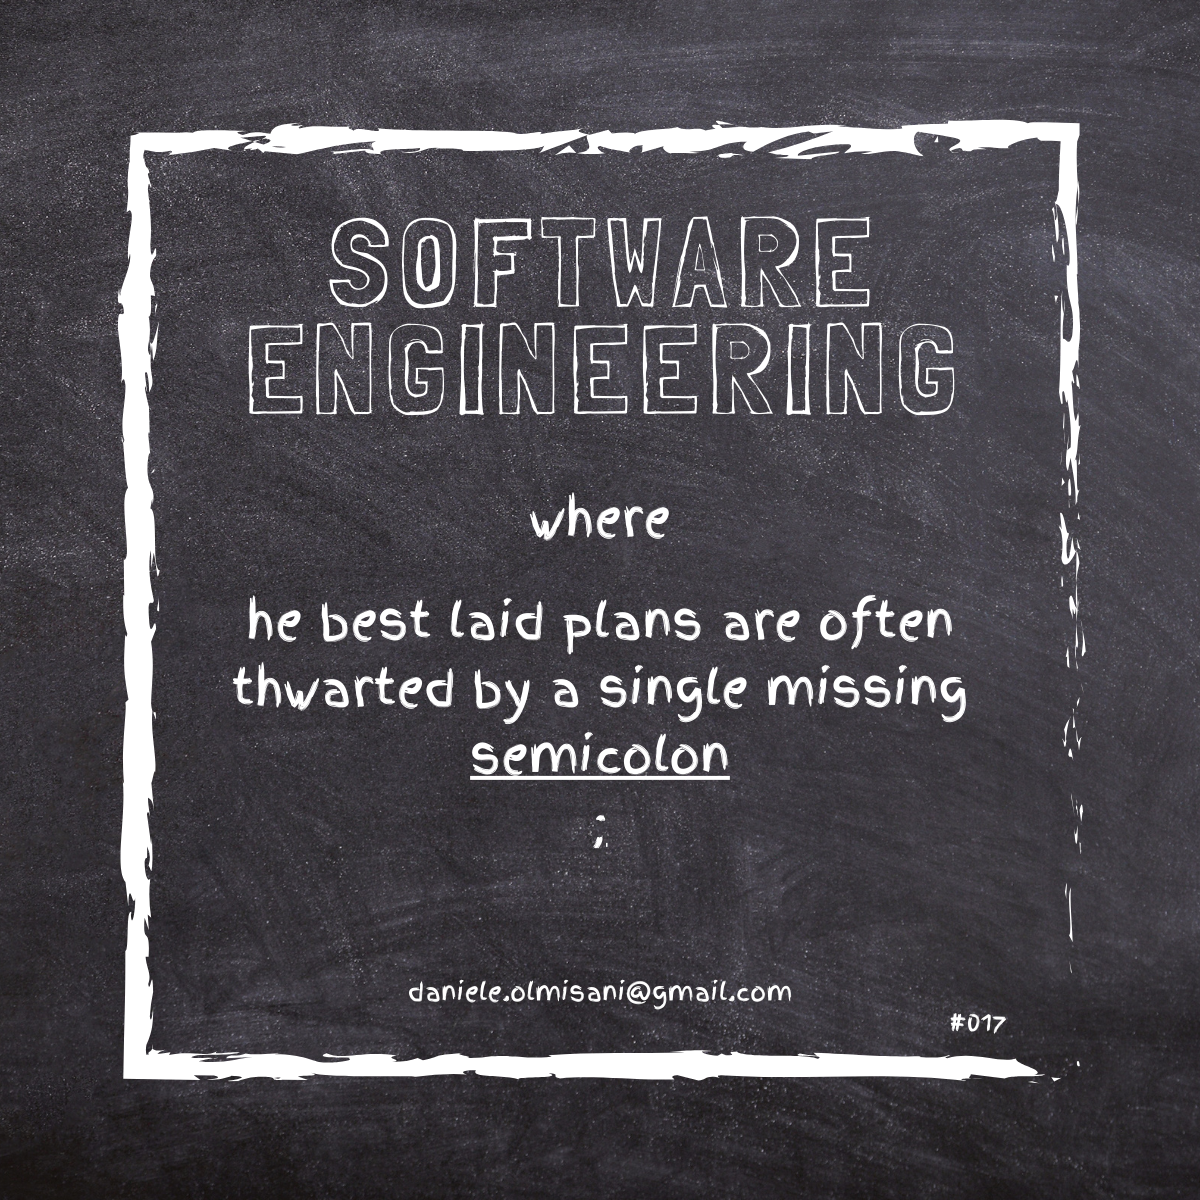 SOFTWARE
ENGINEERING
where
he best laid plans are often
thwarted by a single missing
semicolon
;
daniele.olmisani@gmail.com
#017